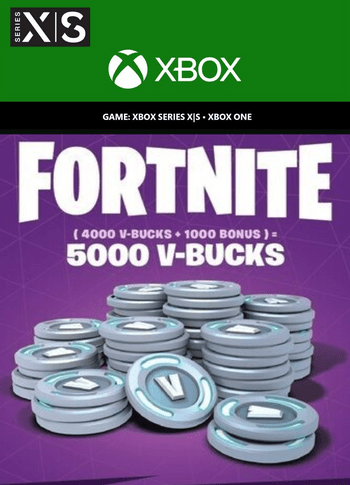 SERIES
X|S
XBOX
GAME: XBOX SERIES X|S • XBOX ONE
FORTNITE
( 4000 V-BUCKS + 1000 BONUS ) =
5000 V-BUCKS
V
V
V
V
V